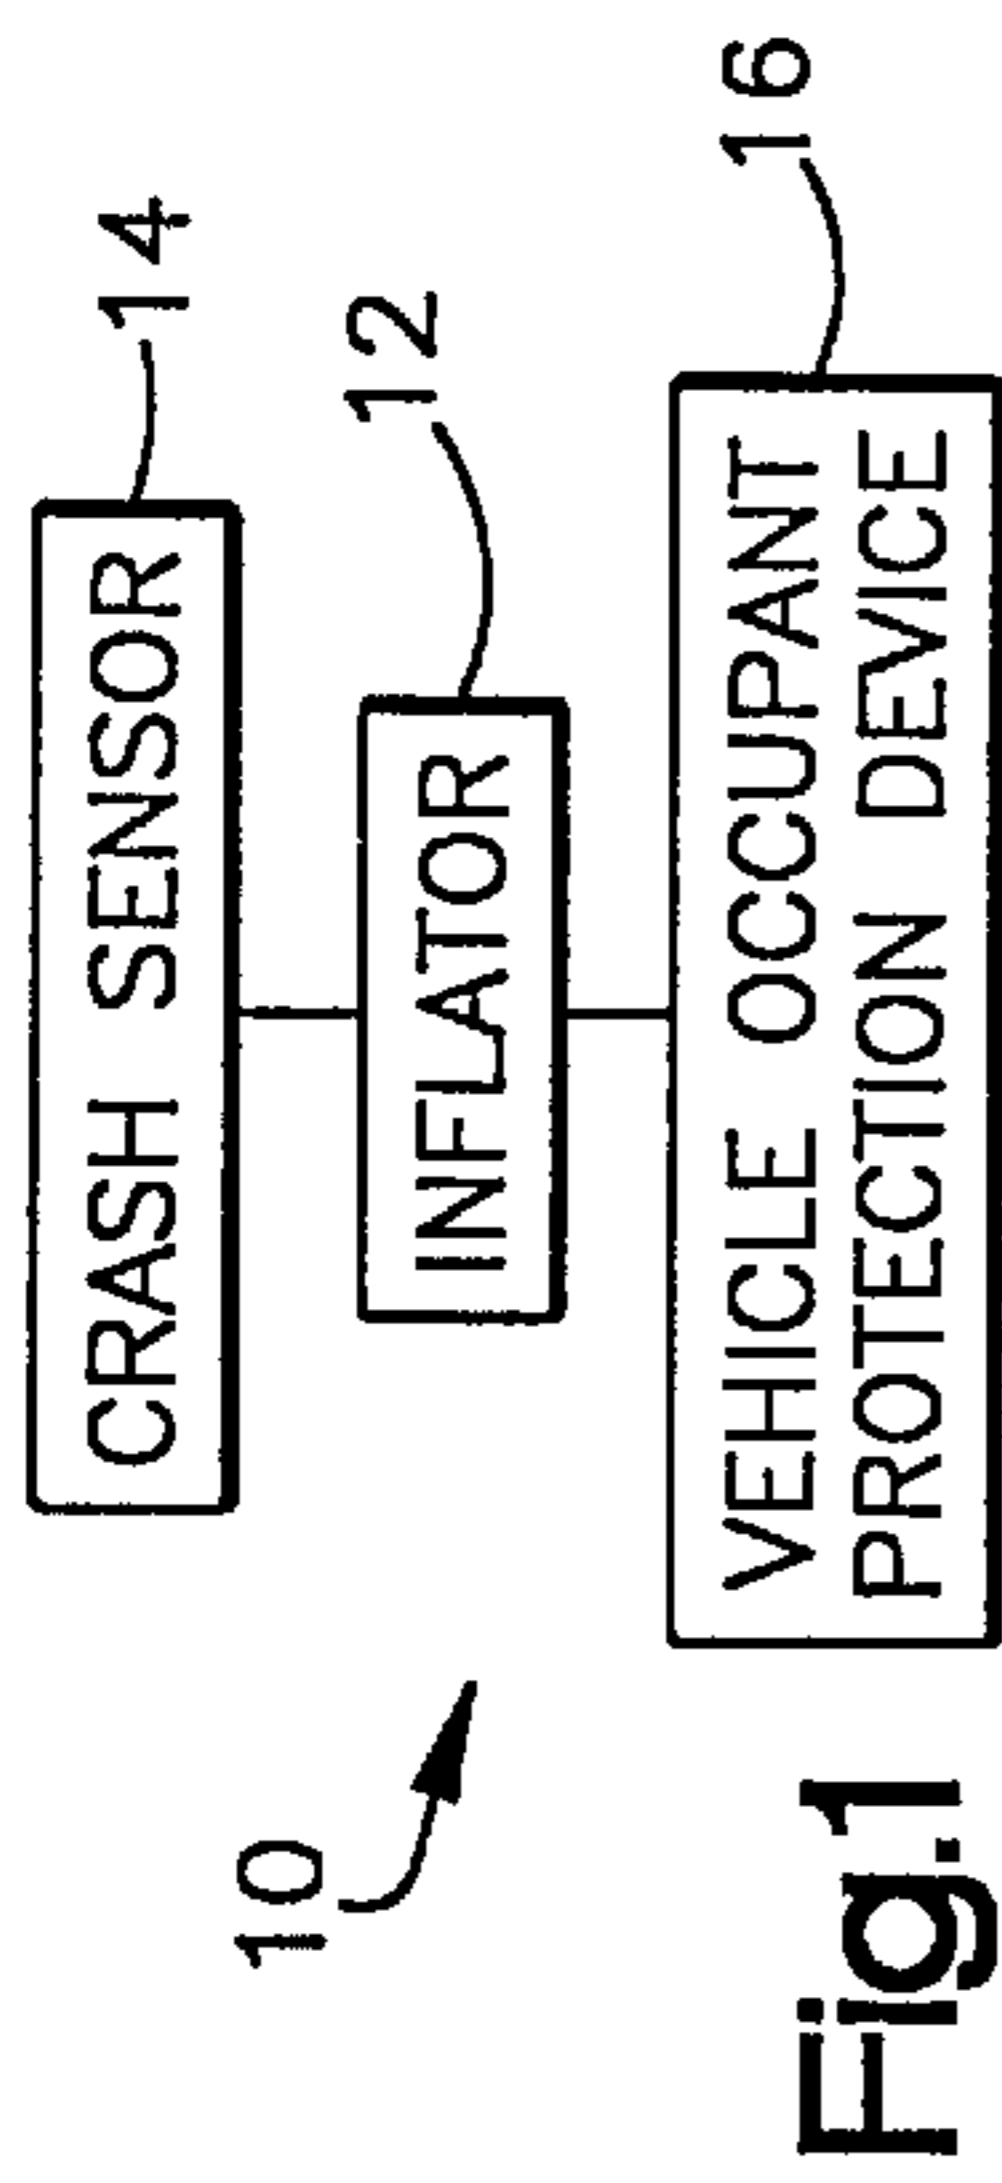 14
CRASH SENSOR
12
INFLATOR
16
VEHICLE OCCUPANT
PROTECTION DEVICE
10
Fig.1